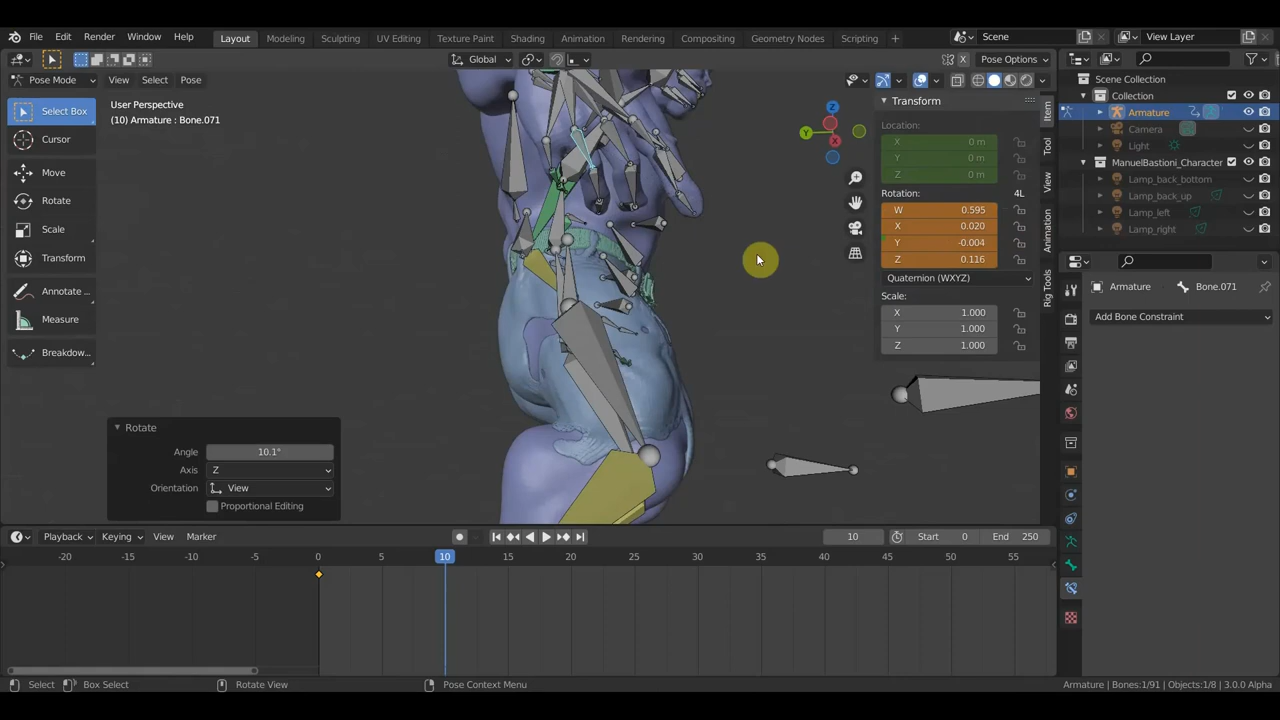 File Edit Render Window Help Layout Modeling Sculpting UV Editing Texture Paint Shading Animation Rendering Compositing Geometry Nodes Scripting + Scene View Layer
Global Pose Options
Pose Mode View Select Pose
Scene Collection
Collection
Armature
Camera
Light
ManuelBastioni_Character
Lamp_back_bottom
Lamp_back_up
Lamp_left
Lamp_right
Select Box
Cursor
Move
Rotate
Scale
Transform
Annotate ...
Measure
Breakdow...
User Perspective
(10) Armature : Bone.071
Z
Y
X
Transform
Location:
X 0 m
Y 0 m
Z 0 m
Rotation: 4L
W 0.595
X 0.020
Y -0.004
Z 0.116
Quaternion (WXYZ)
Scale:
X 1.000
Y 1.000
Z 1.000
Item
Tool
View
Animation
Rig Tools
Armature Bone.071
Add Bone Constraint
Rotate
Angle 10.1°
Axis Z
Orientation View
Proportional Editing
Playback Keying View Marker 10 Start 0 End 250
-20 -15 -10 -5 0 5 10 15 20 25 30 35 40 45 50 55
Select Box Select Rotate View Pose Context Menu Armature | Bones:1/91 | Objects:1/8 | 3.0.0 Alpha